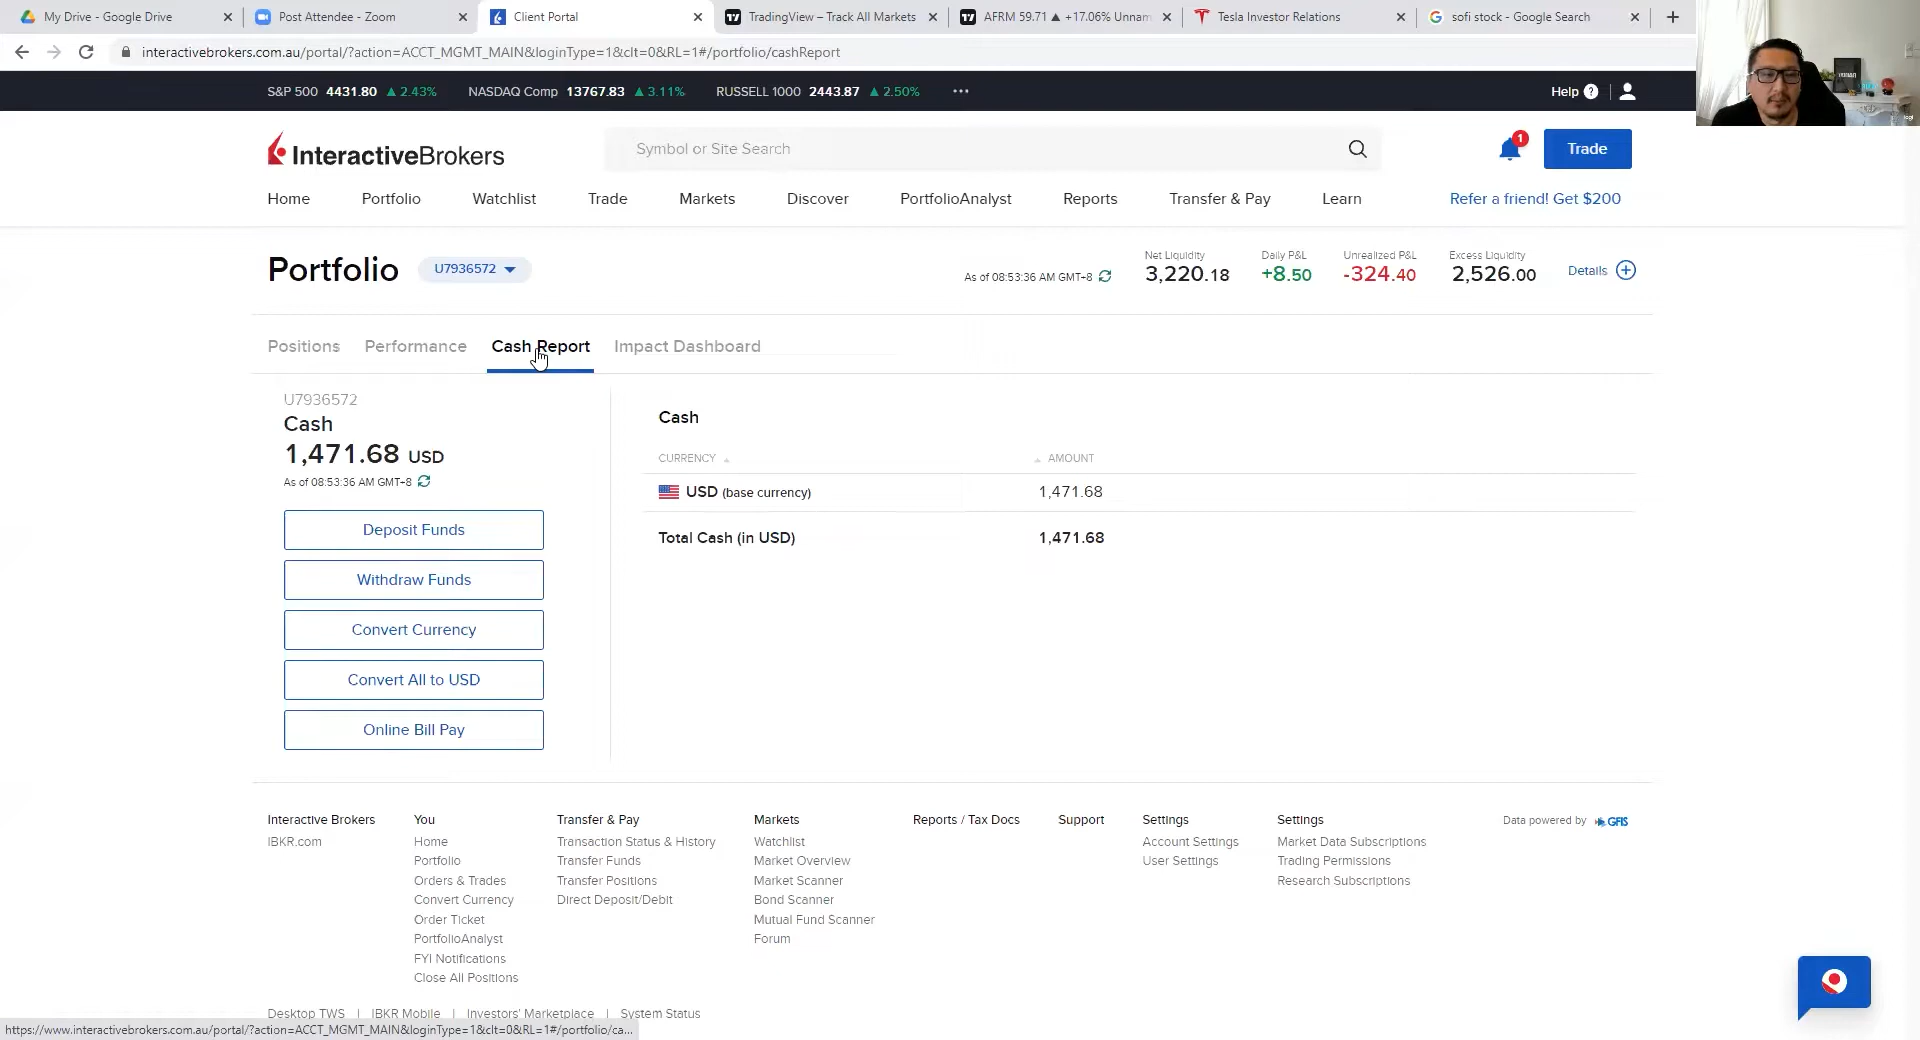 My Drive - Google Drive
Post Attendee - Zoom
Client Portal
TradingView – Track All Markets
AFRM 59.71 ▲ +17.06% Unnam
Tesla Investor Relations
sofi stock - Google Search
interactivebrokers.com.au/portal/?action=ACCT_MGMT_MAIN&loginType=1&clt=0&RL=1#/portfolio/cashReport
S&P 500 4431.80 ▲ 2.43% NASDAQ Comp 13767.83 ▲ 3.11% RUSSELL 1000 2443.87 ▲ 2.50% •••
Help ?
InteractiveBrokers
Symbol or Site Search
1
Trade
Home Portfolio Watchlist Trade Markets Discover PortfolioAnalyst Reports Transfer & Pay Learn Refer a friend! Get $200
Portfolio
U7936572
As of 08:53:36 AM GMT+8
Net Liquidity
3,220.18
Daily P&L
+8.50
Unrealized P&L
-324.40
Excess Liquidity
2,526.00
Details
Positions Performance Cash Report Impact Dashboard
U7936572
Cash
1,471.68 USD
As of 08:53:36 AM GMT+8
Deposit Funds
Withdraw Funds
Convert Currency
Convert All to USD
Online Bill Pay
Cash
CURRENCY AMOUNT
USD (base currency) 1,471.68
Total Cash (in USD) 1,471.68
Interactive Brokers
IBKR.com
You
Home
Portfolio
Orders & Trades
Convert Currency
Order Ticket
PortfolioAnalyst
FYI Notifications
Close All Positions
Transfer & Pay
Transaction Status & History
Transfer Funds
Transfer Positions
Direct Deposit/Debit
Markets
Watchlist
Market Overview
Market Scanner
Bond Scanner
Mutual Fund Scanner
Forum
Reports / Tax Docs
Support
Settings
Account Settings
User Settings
Settings
Market Data Subscriptions
Trading Permissions
Research Subscriptions
Data powered by GFIS
Desktop TWS | IBKR Mobile | Investors' Marketplace | System Status
https://www.interactivebrokers.com.au/portal/?action=ACCT_MGMT_MAIN&loginType=1&clt=0&RL=1#/portfolio/ca...